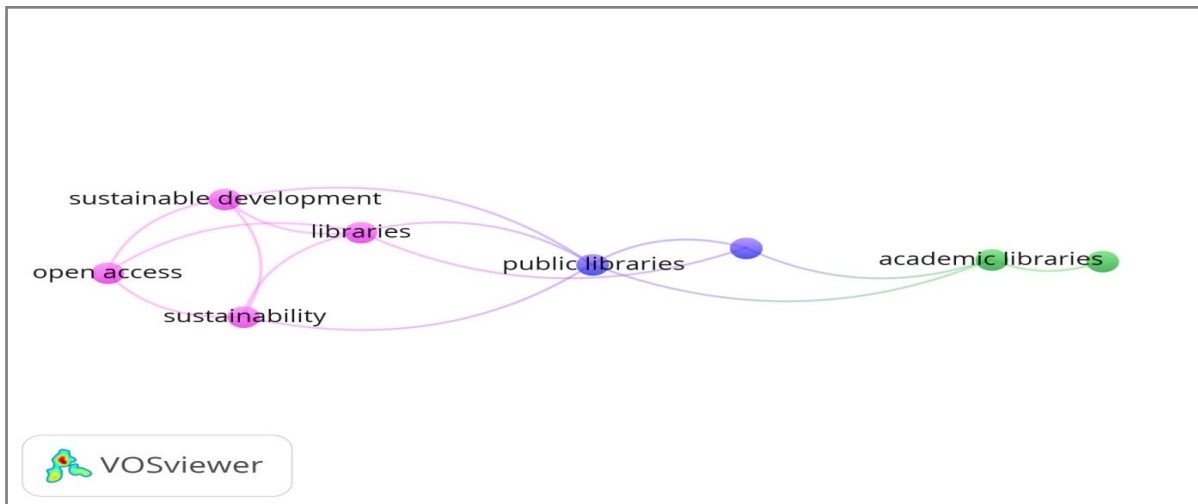 sustainable development
libraries
open access
public libraries
academic libraries
sustainability
VOSviewer